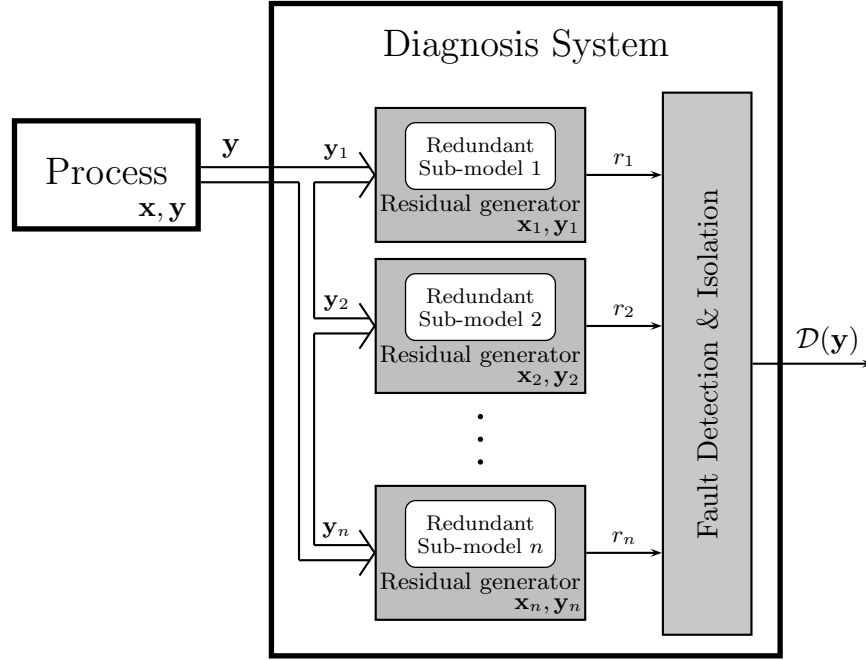 Diagnosis System
Process
𝐱, 𝐲
𝐲
𝐲₁
Redundant
Sub-model 1
Residual generator
𝐱₁, 𝐲₁
r₁
𝐲₂
Redundant
Sub-model 2
Residual generator
𝐱₂, 𝐲₂
r₂
𝐲ₙ
Redundant
Sub-model n
Residual generator
𝐱ₙ, 𝐲ₙ
rₙ
Fault Detection & Isolation
𝒟(𝐲)